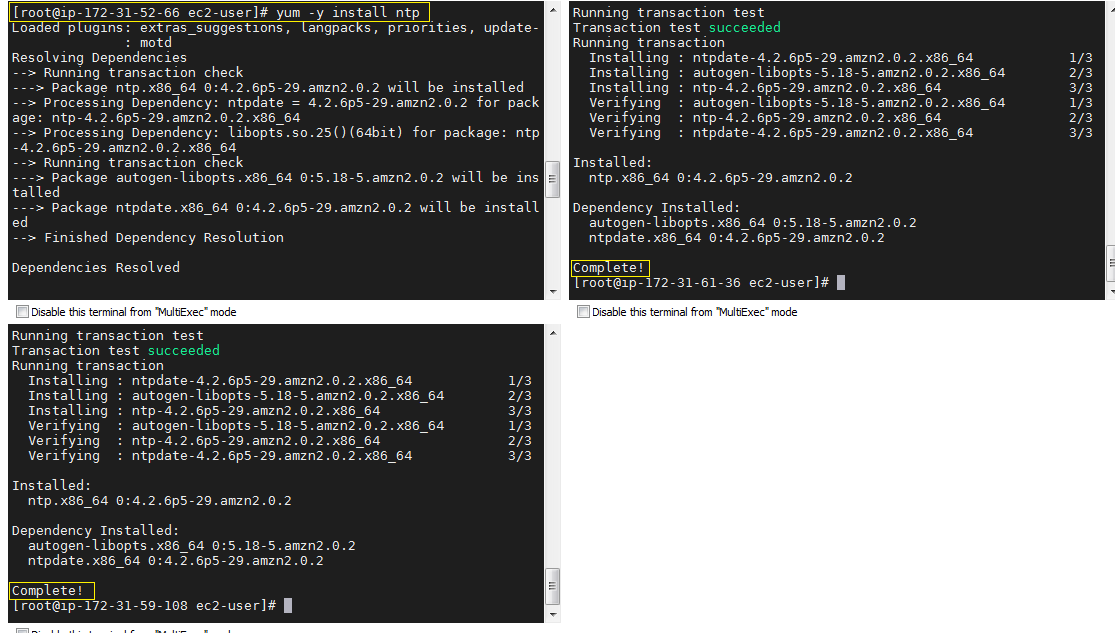 [root@ip-172-31-52-66 ec2-user]# yum -y install ntp
Loaded plugins: extras_suggestions, langpacks, priorities, update-
              : motd
Resolving Dependencies
--> Running transaction check
---> Package ntp.x86_64 0:4.2.6p5-29.amzn2.0.2 will be installed
--> Processing Dependency: ntpdate = 4.2.6p5-29.amzn2.0.2 for pack
age: ntp-4.2.6p5-29.amzn2.0.2.x86_64
--> Processing Dependency: libopts.so.25()(64bit) for package: ntp
-4.2.6p5-29.amzn2.0.2.x86_64
--> Running transaction check
---> Package autogen-libopts.x86_64 0:5.18-5.amzn2.0.2 will be ins
talled
---> Package ntpdate.x86_64 0:4.2.6p5-29.amzn2.0.2 will be install
ed
--> Finished Dependency Resolution
Dependencies Resolved
Disable this terminal from "MultiExec" mode
Running transaction test
Transaction test succeeded
Running transaction
  Installing : ntpdate-4.2.6p5-29.amzn2.0.2.x86_64            1/3
  Installing : autogen-libopts-5.18-5.amzn2.0.2.x86_64        2/3
  Installing : ntp-4.2.6p5-29.amzn2.0.2.x86_64                3/3
  Verifying  : autogen-libopts-5.18-5.amzn2.0.2.x86_64        1/3
  Verifying  : ntp-4.2.6p5-29.amzn2.0.2.x86_64                2/3
  Verifying  : ntpdate-4.2.6p5-29.amzn2.0.2.x86_64            3/3
Installed:
  ntp.x86_64 0:4.2.6p5-29.amzn2.0.2
Dependency Installed:
  autogen-libopts.x86_64 0:5.18-5.amzn2.0.2
  ntpdate.x86_64 0:4.2.6p5-29.amzn2.0.2
Complete!
[root@ip-172-31-61-36 ec2-user]#
Disable this terminal from "MultiExec" mode
Running transaction test
Transaction test succeeded
Running transaction
  Installing : ntpdate-4.2.6p5-29.amzn2.0.2.x86_64            1/3
  Installing : autogen-libopts-5.18-5.amzn2.0.2.x86_64        2/3
  Installing : ntp-4.2.6p5-29.amzn2.0.2.x86_64                3/3
  Verifying  : autogen-libopts-5.18-5.amzn2.0.2.x86_64        1/3
  Verifying  : ntp-4.2.6p5-29.amzn2.0.2.x86_64                2/3
  Verifying  : ntpdate-4.2.6p5-29.amzn2.0.2.x86_64            3/3
Installed:
  ntp.x86_64 0:4.2.6p5-29.amzn2.0.2
Dependency Installed:
  autogen-libopts.x86_64 0:5.18-5.amzn2.0.2
  ntpdate.x86_64 0:4.2.6p5-29.amzn2.0.2
Complete!
[root@ip-172-31-59-108 ec2-user]#